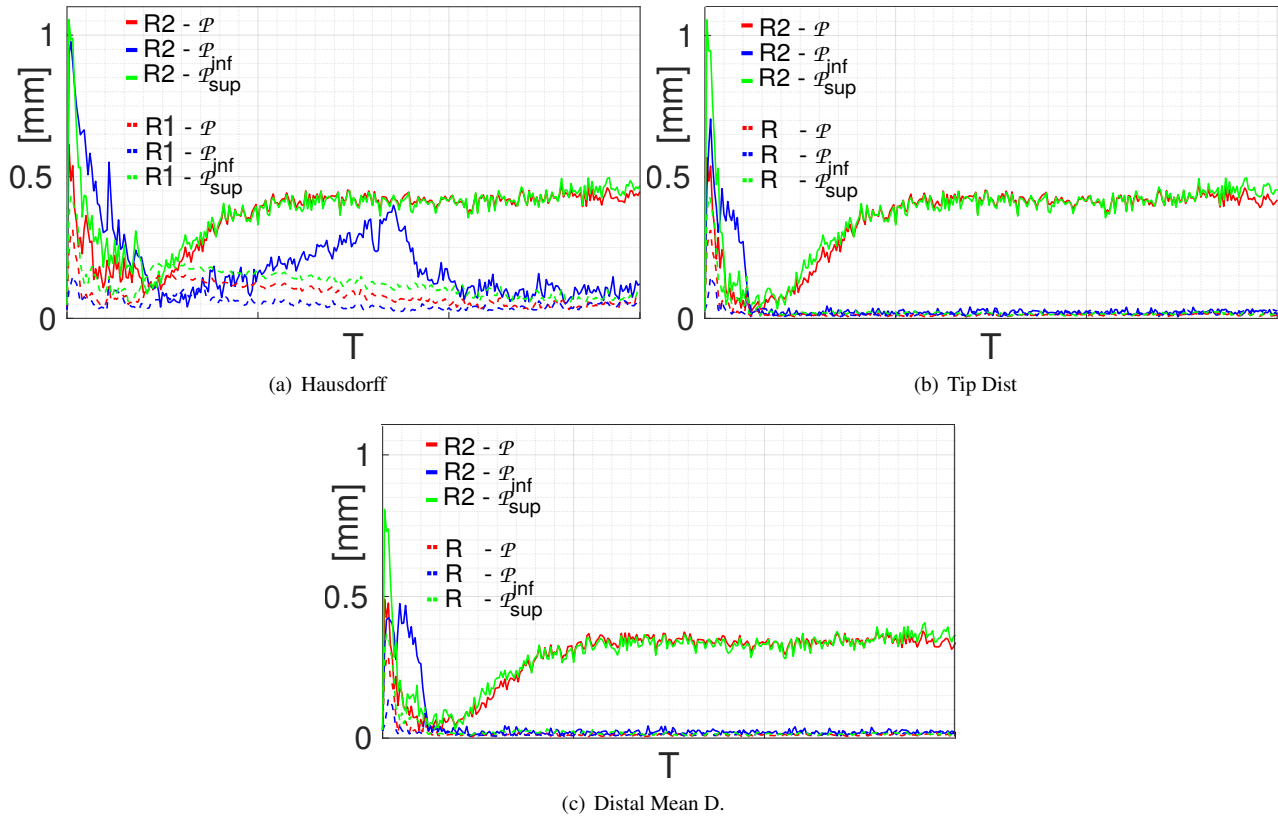 R2 - 𝒫
R2 - 𝒫inf
R2 - 𝒫sup
R1 - 𝒫
R1 - 𝒫inf
R1 - 𝒫sup
1
0.5
0
[mm]
T
(a) Hausdorff
R2 - 𝒫
R2 - 𝒫inf
R2 - 𝒫sup
R - 𝒫
R - 𝒫inf
R - 𝒫sup
1
0.5
0
[mm]
T
(b) Tip Dist
R2 - 𝒫
R2 - 𝒫inf
R2 - 𝒫sup
R - 𝒫
R - 𝒫inf
R - 𝒫sup
1
0.5
0
[mm]
T
(c) Distal Mean D.